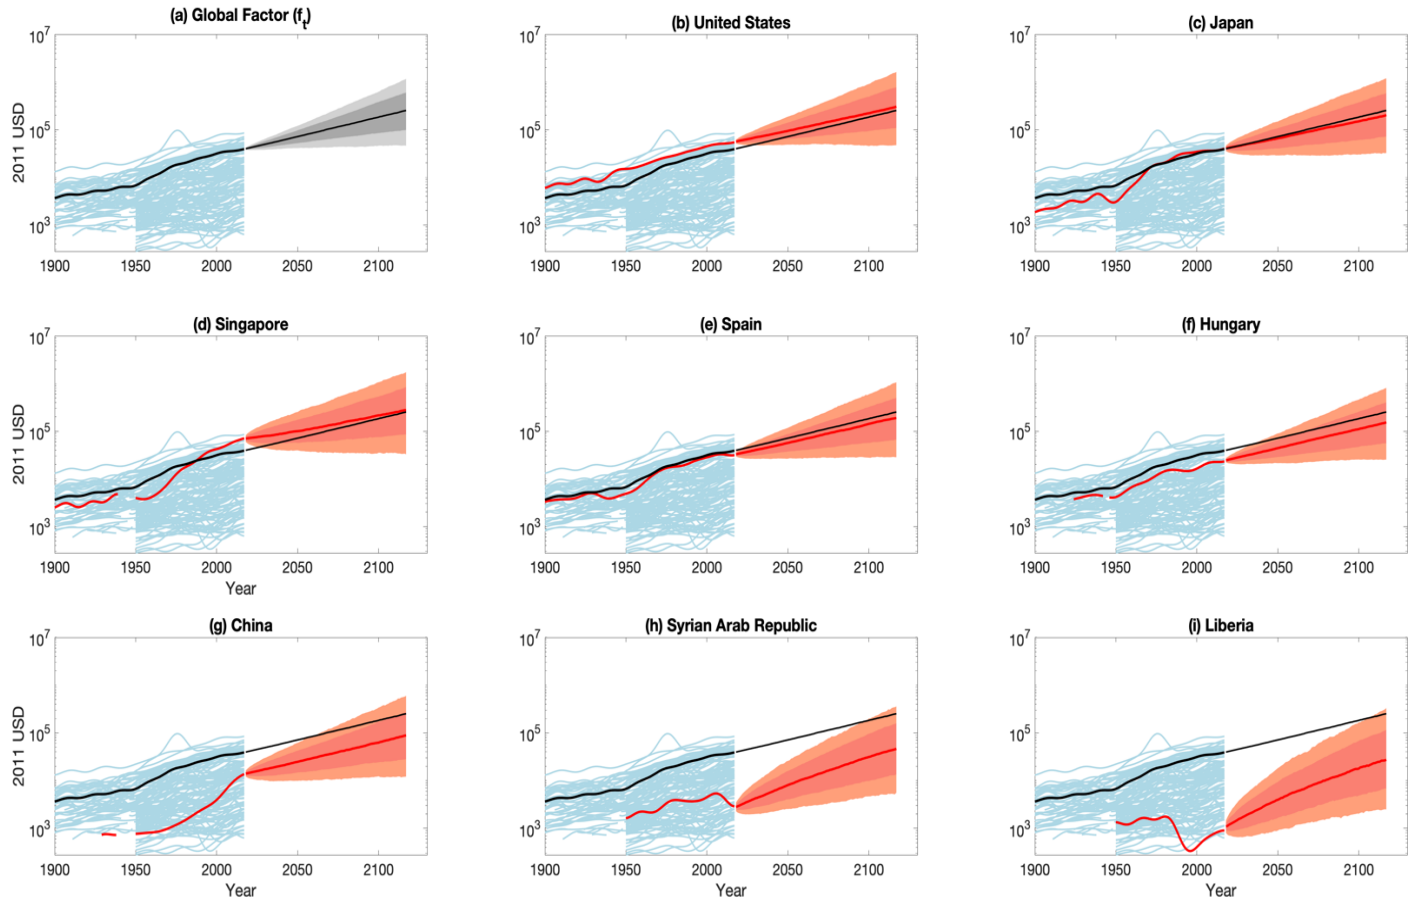 (a) Global Factor (f_t)
(b) United States
(c) Japan
10^7
10^5
10^3
2011 USD
1900 1950 2000 2050 2100
10^7
10^5
10^3
1900 1950 2000 2050 2100
10^7
10^5
10^3
1900 1950 2000 2050 2100
(d) Singapore
(e) Spain
(f) Hungary
10^7
10^5
10^3
2011 USD
1900 1950 2000 2050 2100
Year
10^7
10^5
10^3
1900 1950 2000 2050 2100
10^7
10^5
10^3
1900 1950 2000 2050 2100
(g) China
(h) Syrian Arab Republic
(i) Liberia
10^7
10^5
10^3
2011 USD
1900 1950 2000 2050 2100
Year
10^7
10^5
10^3
1900 1950 2000 2050 2100
Year
10^7
10^5
10^3
1900 1950 2000 2050 2100
Year